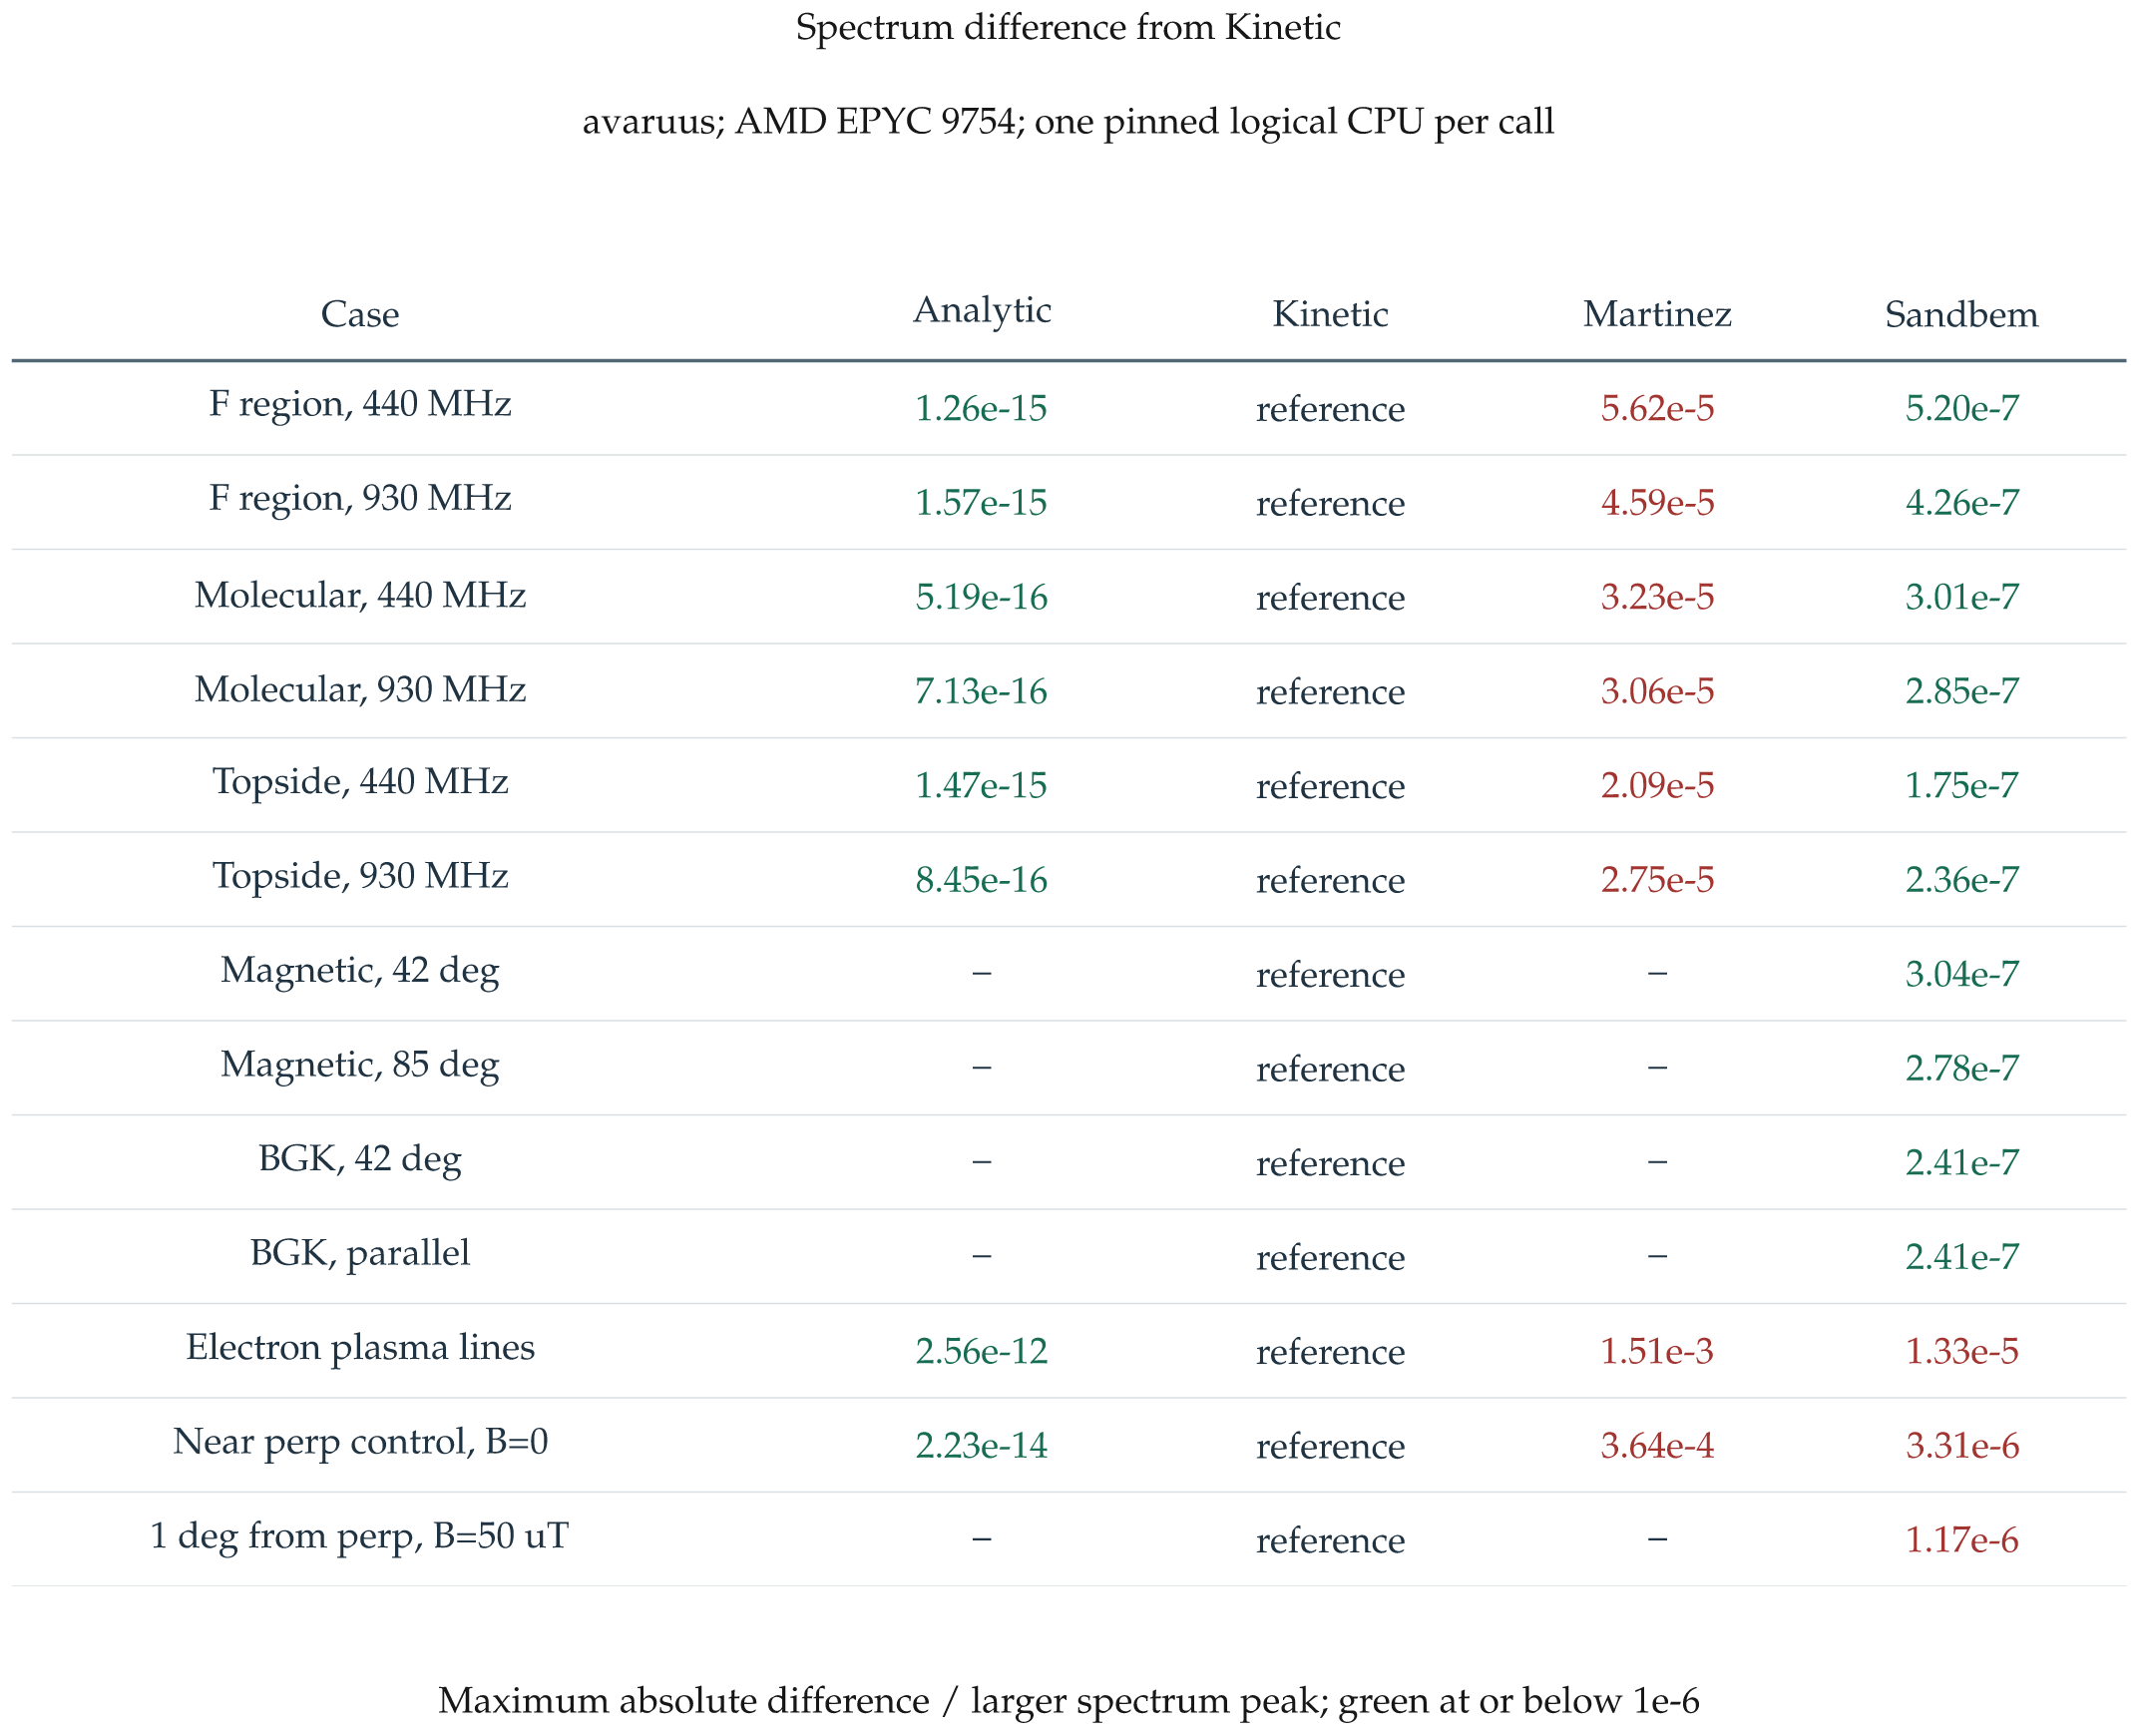 Spectrum difference from Kinetic
avaruus; AMD EPYC 9754; one pinned logical CPU per call
Case Analytic Kinetic Martinez Sandbem
F region, 440 MHz 1.26e-15 reference 5.62e-5 5.20e-7
F region, 930 MHz 1.57e-15 reference 4.59e-5 4.26e-7
Molecular, 440 MHz 5.19e-16 reference 3.23e-5 3.01e-7
Molecular, 930 MHz 7.13e-16 reference 3.06e-5 2.85e-7
Topside, 440 MHz 1.47e-15 reference 2.09e-5 1.75e-7
Topside, 930 MHz 8.45e-16 reference 2.75e-5 2.36e-7
Magnetic, 42 deg – reference – 3.04e-7
Magnetic, 85 deg – reference – 2.78e-7
BGK, 42 deg – reference – 2.41e-7
BGK, parallel – reference – 2.41e-7
Electron plasma lines 2.56e-12 reference 1.51e-3 1.33e-5
Near perp control, B=0 2.23e-14 reference 3.64e-4 3.31e-6
1 deg from perp, B=50 uT – reference – 1.17e-6
Maximum absolute difference / larger spectrum peak; green at or below 1e-6